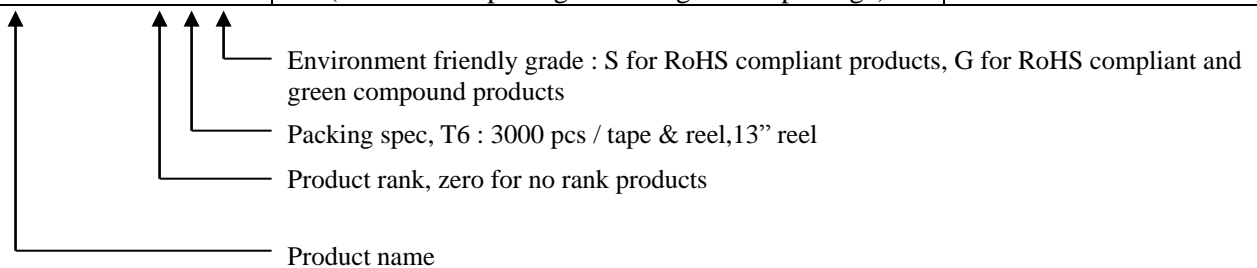 Environment friendly grade : S for RoHS compliant products, G for RoHS compliant and
green compound products
Packing spec, T6 : 3000 pcs / tape & reel,13” reel
Product rank, zero for no rank products
Product name